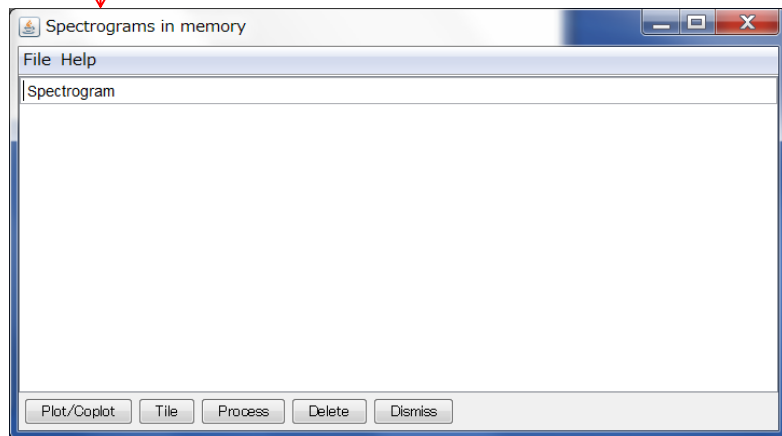 Spectrograms in memory
File Help
Spectrogram
Plot/Coplot Tile Process Delete Dismiss